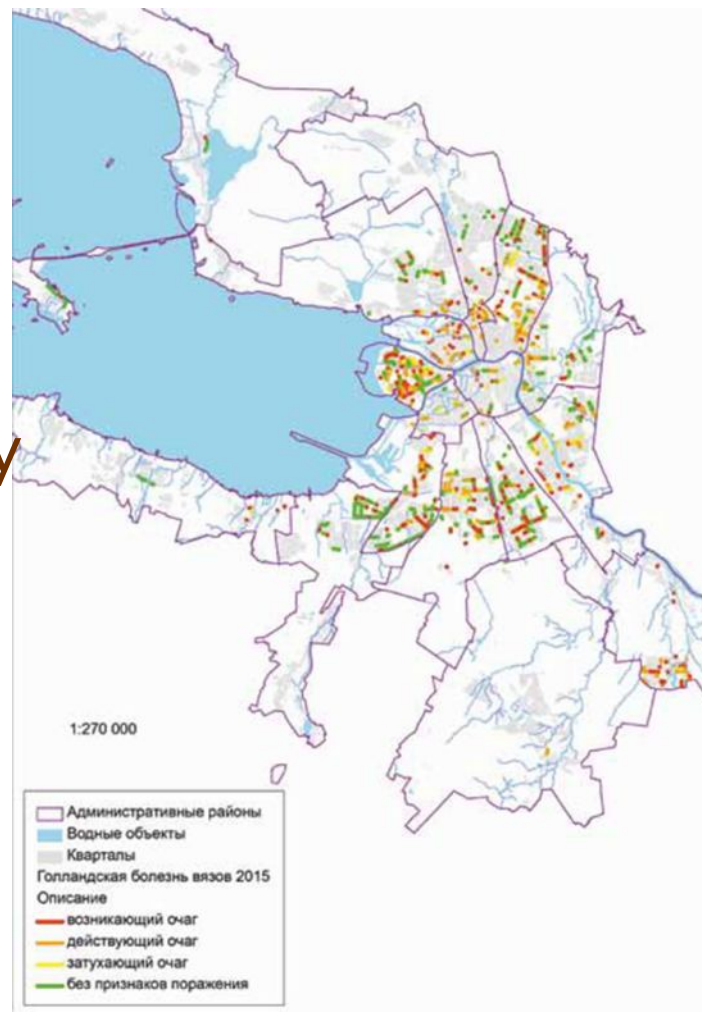 у
1:270 000
Административные районы
Водные объекты
Кварталы
Голландская болезнь вязов 2015
Описание
возникающий очаг
действующий очаг
затухающий очаг
без признаков поражения